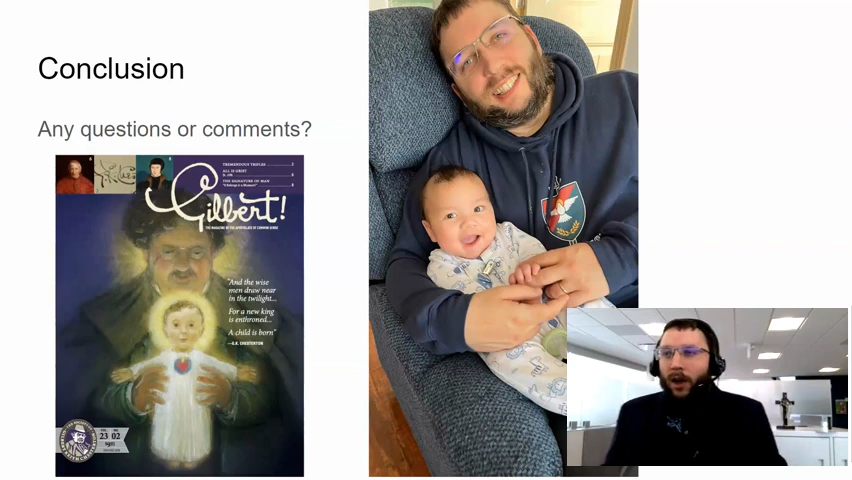 Conclusion
Any questions or comments?
TREMENDOUS TRIFLES
ALL IS GRIST
THE SIGNATURE OF MAN
Gilbert!
THE MAGAZINE OF THE APOSTOLATE OF COMMON SENSE
"And the wise
men draw near
in the twilight...
For a new king
is enthroned...
A child is born"
—G.K. CHESTERTON
23 02